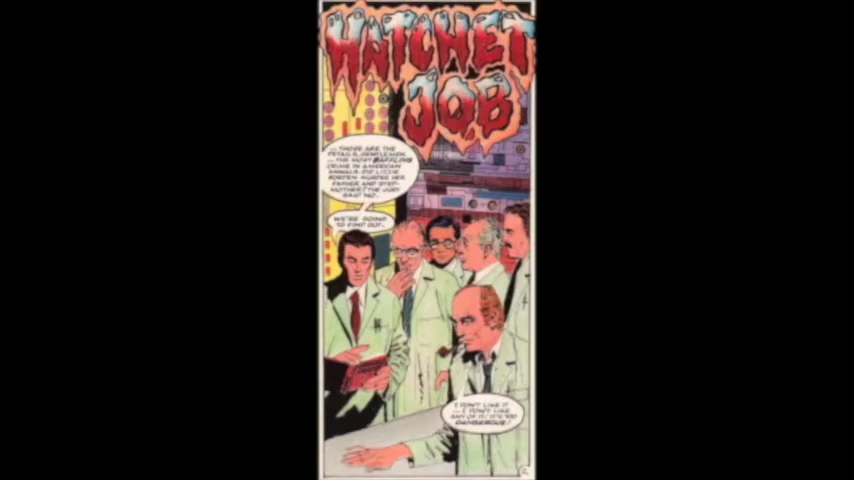 HATCHET
JOB
... THOSE ARE THE
DETAILS, GENTLEMEN.
... THE MOST BAFFLING
CRIME IN AMERICAN
ANNALS. DID LIZZIE
BORDEN MURDER HER
FATHER AND STEP-
MOTHER? THE JURY
SAID NO..
WE'RE GOING
TO FIND OUT..
I DON'T LIKE IT
... I DON'T LIKE
ANY OF IT! IT'S TOO
DANGEROUS!